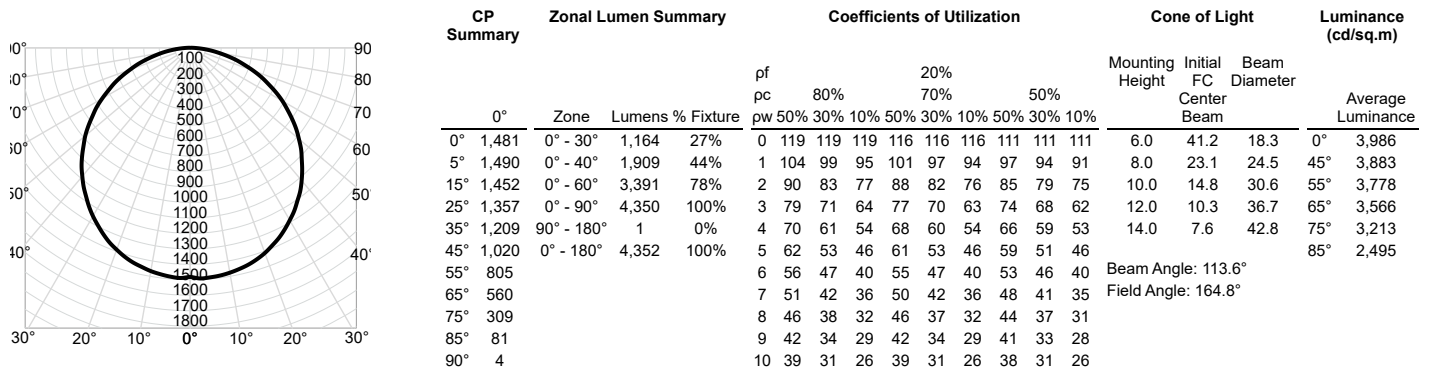 CP Summary Zonal Lumen Summary Coefficients of Utilization Cone of Light Luminance (cd/sq.m)
ρf 20%
ρc 80% 70% 50%
Mounting Height Initial FC Center Beam Beam Diameter Average Luminance
0° Zone Lumens % Fixture ρw 50% 30% 10% 50% 30% 10% 50% 30% 10%
0° 1,481 0° - 30° 1,164 27% 0 119 119 119 116 116 116 111 111 111 6.0 41.2 18.3 0° 3,986
5° 1,490 0° - 40° 1,909 44% 1 104 99 95 101 97 94 97 94 91 8.0 23.1 24.5 45° 3,883
15° 1,452 0° - 60° 3,391 78% 2 90 83 77 88 82 76 85 79 75 10.0 14.8 30.6 55° 3,778
25° 1,357 0° - 90° 4,350 100% 3 79 71 64 77 70 63 74 68 62 12.0 10.3 36.7 65° 3,566
35° 1,209 90° - 180° 1 0% 4 70 61 54 68 60 54 66 59 53 14.0 7.6 42.8 75° 3,213
45° 1,020 0° - 180° 4,352 100% 5 62 53 46 61 53 46 59 51 46 85° 2,495
55° 805 6 56 47 40 55 47 40 53 46 40 Beam Angle: 113.6°
65° 560 7 51 42 36 50 42 36 48 41 35 Field Angle: 164.8°
75° 309 8 46 38 32 46 37 32 44 37 31
85° 81 9 42 34 29 42 34 29 41 33 28
90° 4 10 39 31 26 39 31 26 38 31 26
90
100
200
80
300
400
70
500
600
700
60
800
900
1000
50
1100
1200
1300
40
1400
1500
1600
1700
1800
30° 20° 10° 0° 10° 20° 30°